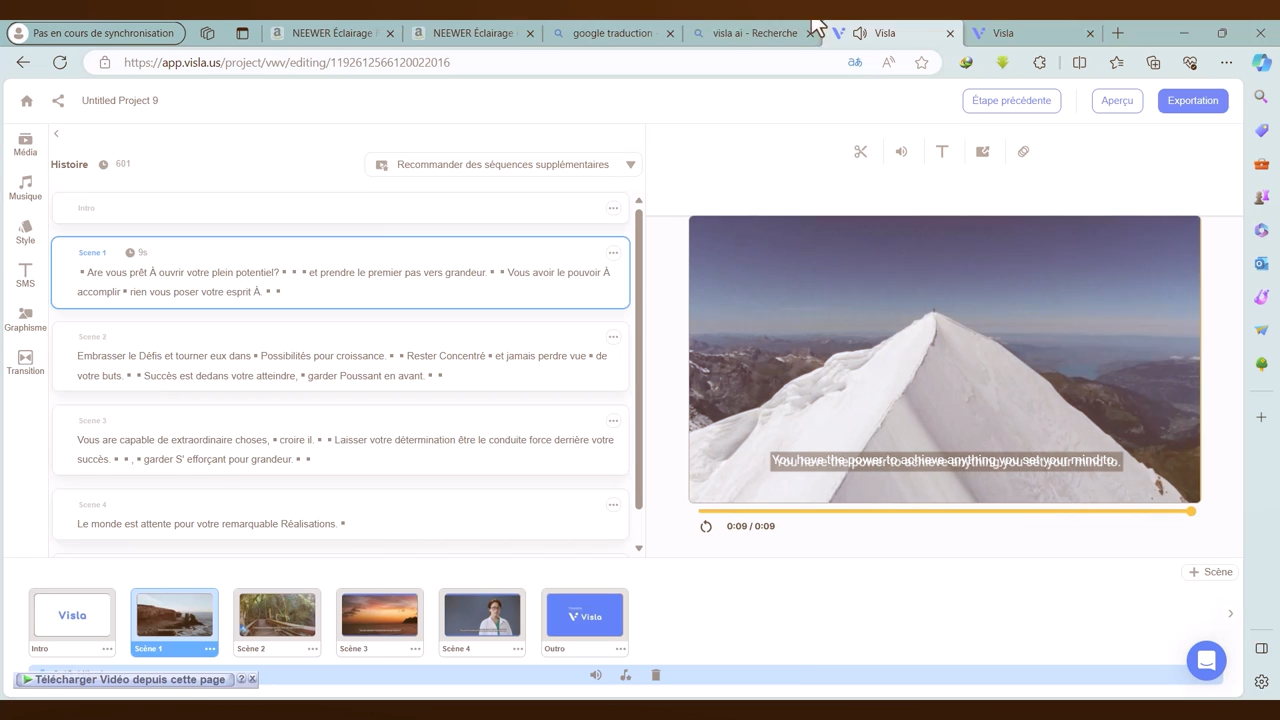 Pas en cours de synchronisation
NEEWER Éclairage F
NEEWER Éclairage
google traduction -
visla ai - Recherche
Visla
Visla
https://app.visla.us/project/vwv/editing/1192612566120022016
Untitled Project 9
Étape précédente
Aperçu
Exportation
Média
Musique
Style
SMS
Graphisme
Transition
Histoire
601
Recommander des séquences supplémentaires
Intro
Scene 1
9s
Are vous prêt À ouvrir votre plein potentiel? et prendre le premier pas vers grandeur. Vous avoir le pouvoir À
accomplir rien vous poser votre esprit À.
Scene 2
Embrasser le Défis et tourner eux dans Possibilités pour croissance. Rester Concentré et jamais perdre vue de
votre buts. Succès est dedans votre atteindre, garder Poussant en avant.
Scene 3
Vous are capable de extraordinaire choses, croire il. Laisser votre détermination être le conduite force derrière votre
succès. , garder S' efforçant pour grandeur.
Scene 4
Le monde est attente pour votre remarquable Réalisations.
You have the power to achieve anything you set your mind to.
0:09 / 0:09
Scène
Visla
Visla
Intro
Scène 1
Scène 2
Scène 3
Scène 4
Outro
Télécharger Vidéo depuis cette page
?